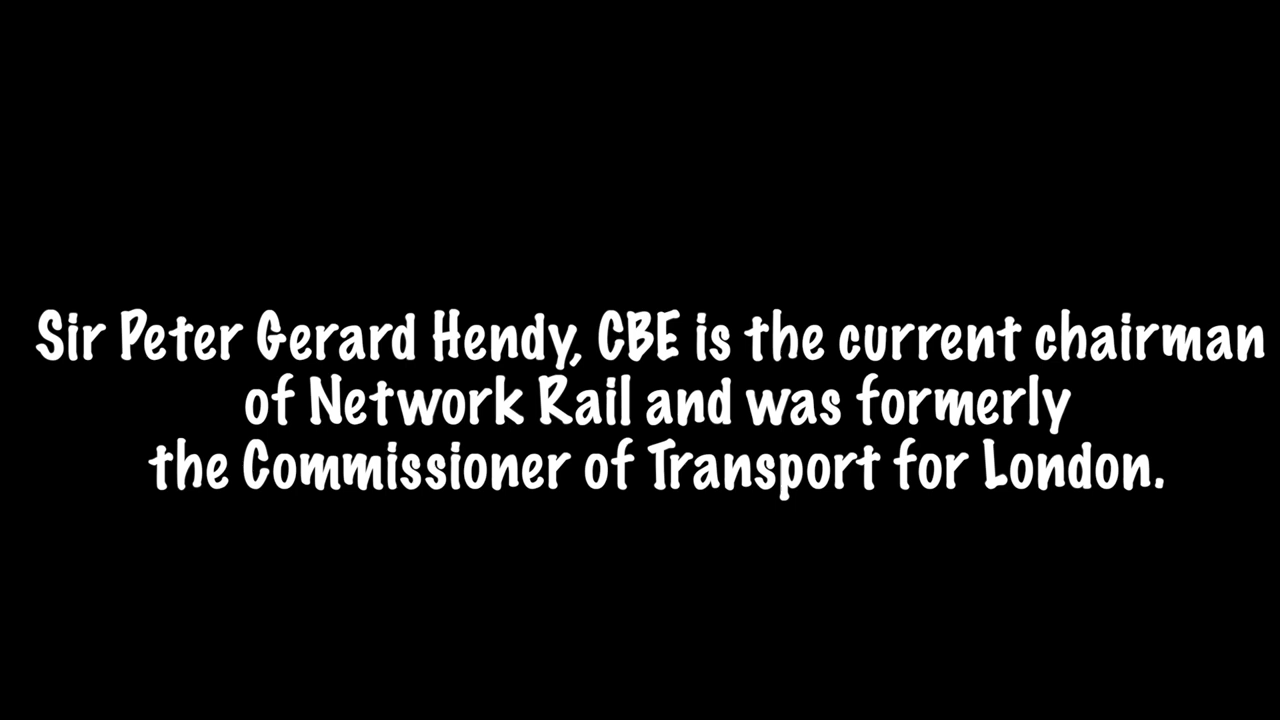 Sir Peter Gerard Hendy, CBE is the current chairman
of Network Rail and was formerly
the Commissioner of Transport for London.